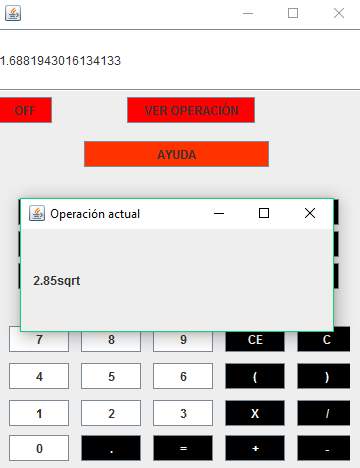 1.6881943016134133
OFF VER OPERACIÓN
AYUDA
Operación actual
2.85sqrt
7 8 9 CE C
4 5 6 ( )
1 2 3 X /
0 . = + -